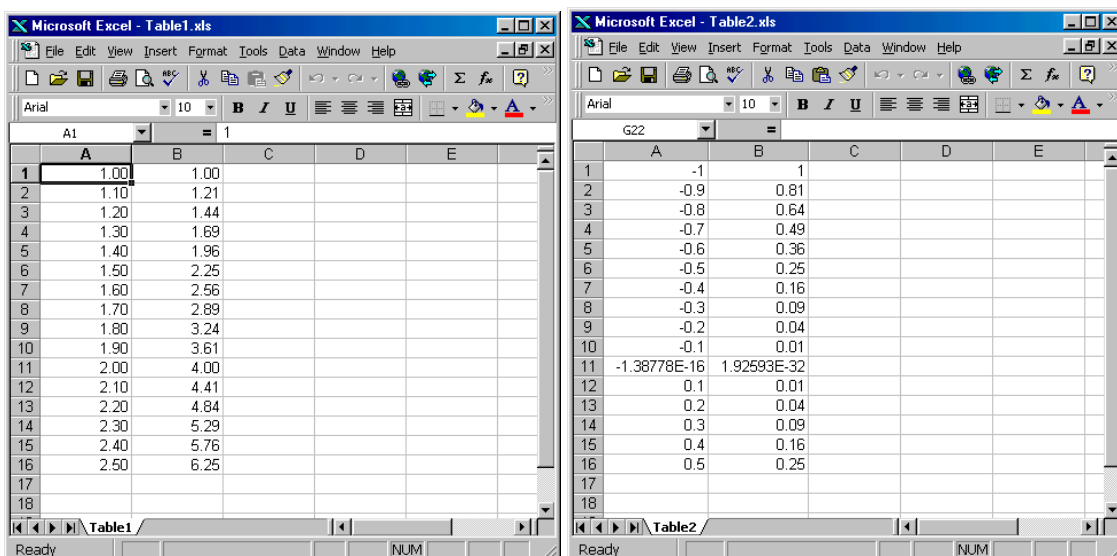 Microsoft Excel - Table1.xls
File Edit View Insert Format Tools Data Window Help
Arial 10 B I U
A1 = 1
A B C D E
1 1.00 1.00
2 1.10 1.21
3 1.20 1.44
4 1.30 1.69
5 1.40 1.96
6 1.50 2.25
7 1.60 2.56
8 1.70 2.89
9 1.80 3.24
10 1.90 3.61
11 2.00 4.00
12 2.10 4.41
13 2.20 4.84
14 2.30 5.29
15 2.40 5.76
16 2.50 6.25
17
18
Table1
Ready NUM
Microsoft Excel - Table2.xls
File Edit View Insert Format Tools Data Window Help
Arial 10 B I U
G22 =
A B C D E
1 -1 1
2 -0.9 0.81
3 -0.8 0.64
4 -0.7 0.49
5 -0.6 0.36
6 -0.5 0.25
7 -0.4 0.16
8 -0.3 0.09
9 -0.2 0.04
10 -0.1 0.01
11 -1.38778E-16 1.92593E-32
12 0.1 0.01
13 0.2 0.04
14 0.3 0.09
15 0.4 0.16
16 0.5 0.25
17
18
Table2
Ready NUM